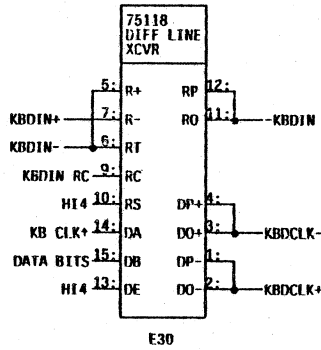 75118
DIFF LINE
XCVR
5: R+ RP 12:
KBDIN+ 7: R- RO 11: -KBDIN
KBDIN- 6: RT
KBDIN RC 9: RC
HI4 10: RS DP+ 4:
KB CLK+ 14: DA DO+ 3: KBDCLK-
DATA BITS 15: DB DP- 1:
HI4 13: DE DO- 2: KBDCLK+
E30